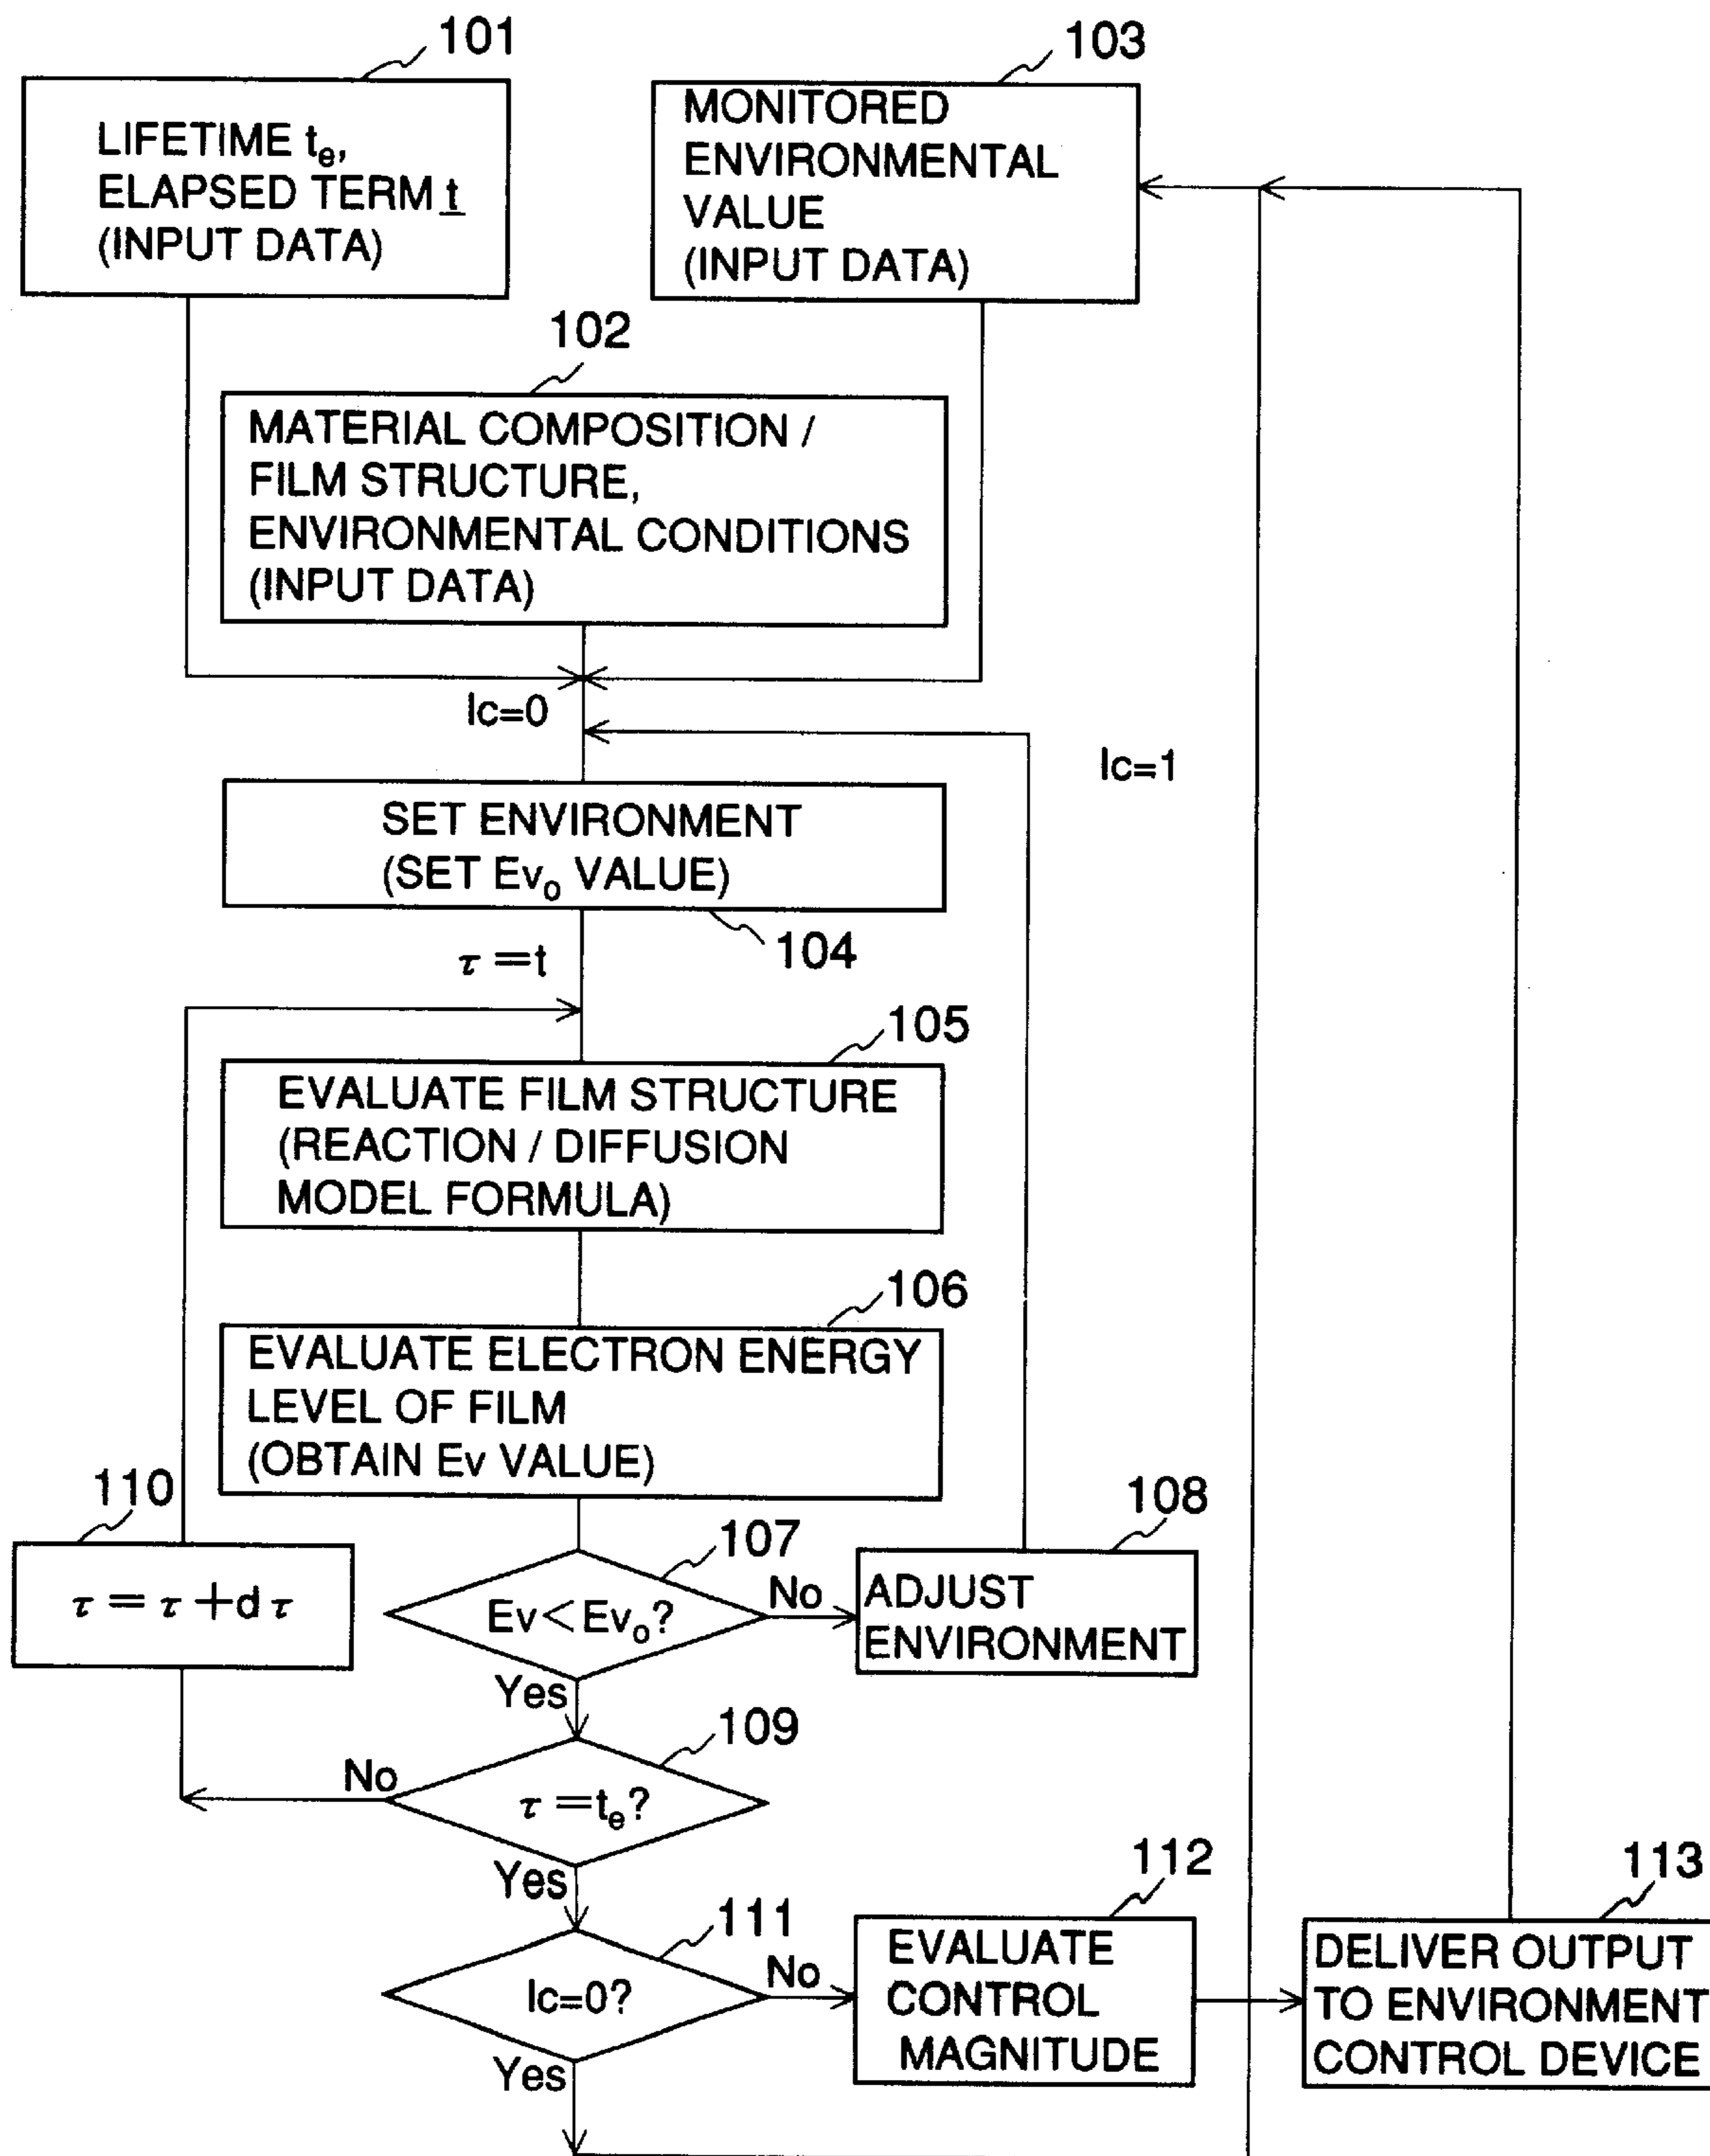 101
LIFETIME te,
ELAPSED TERM t
(INPUT DATA)
103
MONITORED
ENVIRONMENTAL
VALUE
(INPUT DATA)
102
MATERIAL COMPOSITION /
FILM STRUCTURE,
ENVIRONMENTAL CONDITIONS
(INPUT DATA)
Ic=0
Ic=1
SET ENVIRONMENT
(SET Evo VALUE)
104
τ =t
105
EVALUATE FILM STRUCTURE
(REACTION / DIFFUSION
MODEL FORMULA)
106
EVALUATE ELECTRON ENERGY
LEVEL OF FILM
(OBTAIN Ev VALUE)
110
τ = τ +d τ
107
Ev<Evo?
No
Yes
108
ADJUST
ENVIRONMENT
109
τ =te?
No
Yes
111
Ic=0?
No
Yes
112
EVALUATE
CONTROL
MAGNITUDE
113
DELIVER OUTPUT
TO ENVIRONMENT
CONTROL DEVICE